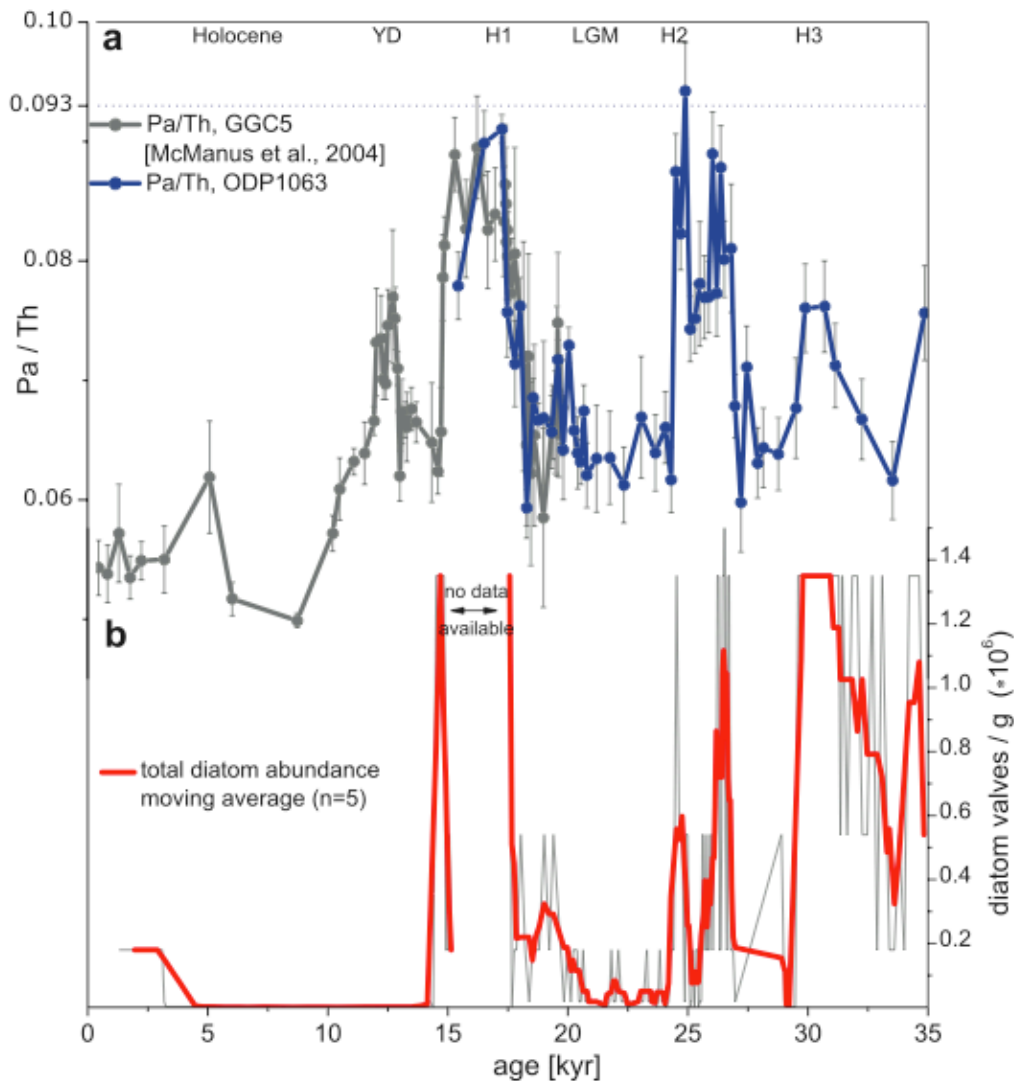 0.10
a
Holocene
YD
H1
LGM
H2
H3
0.093
Pa/Th, GGC5
[McManus et al., 2004]
Pa/Th, ODP1063
0.08
Pa / Th
0.06
1.4
no data
available
b
1.2
1.0
total diatom abundance
moving average (n=5)
0.8
0.6
0.4
0.2
diatom valves / g (*10⁶)
0 5 10 15 20 25 30 35
age [kyr]